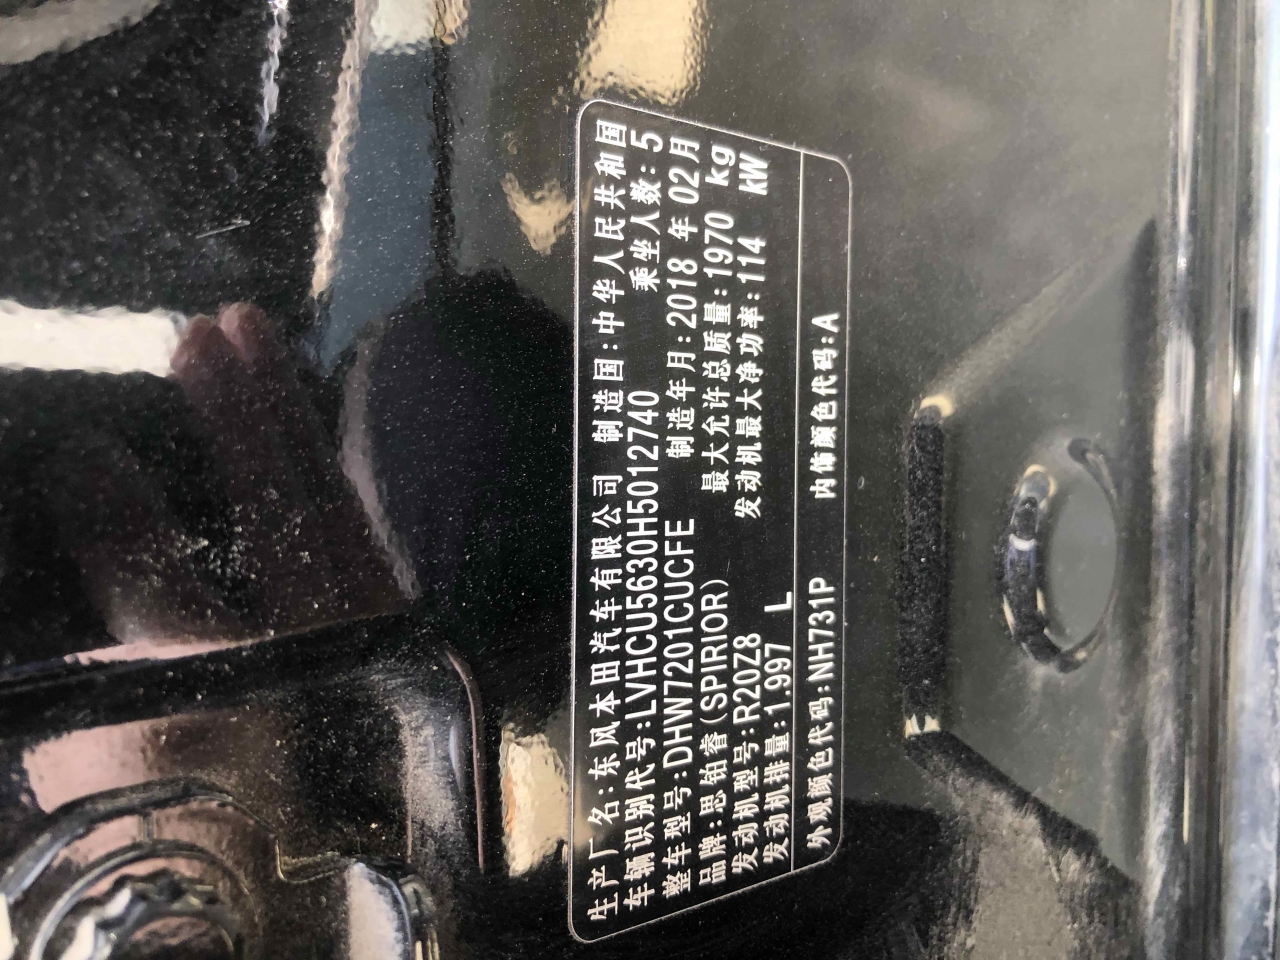 生产厂名:东风本田汽车有限公司 制造国:中华人民共和国
车辆识别代号:LVHCU5630H5012740 乘坐人数:5
整车型号:DHW7201CUCFE 制造年月:2018年02月
品牌:思铂睿(SPIRIOR) 最大允许总质量:1970 kg
发动机型号:R20Z8 发动机最大净功率:114 kW
发动机排量:1.997 L
外观颜色代码:NH731P 内饰颜色代码:A